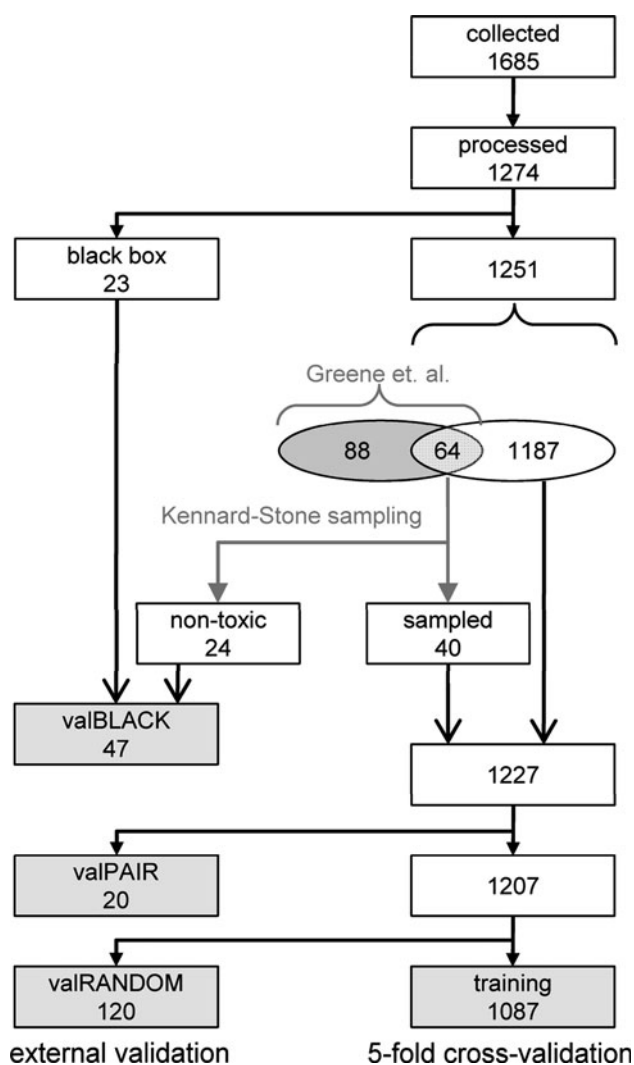 collected
1685
processed
1274
black box
23
1251
Greene et. al.
88
64
1187
Kennard-Stone sampling
non-toxic
24
sampled
40
valBLACK
47
1227
valPAIR
20
1207
valRANDOM
120
training
1087
external validation
5-fold cross-validation